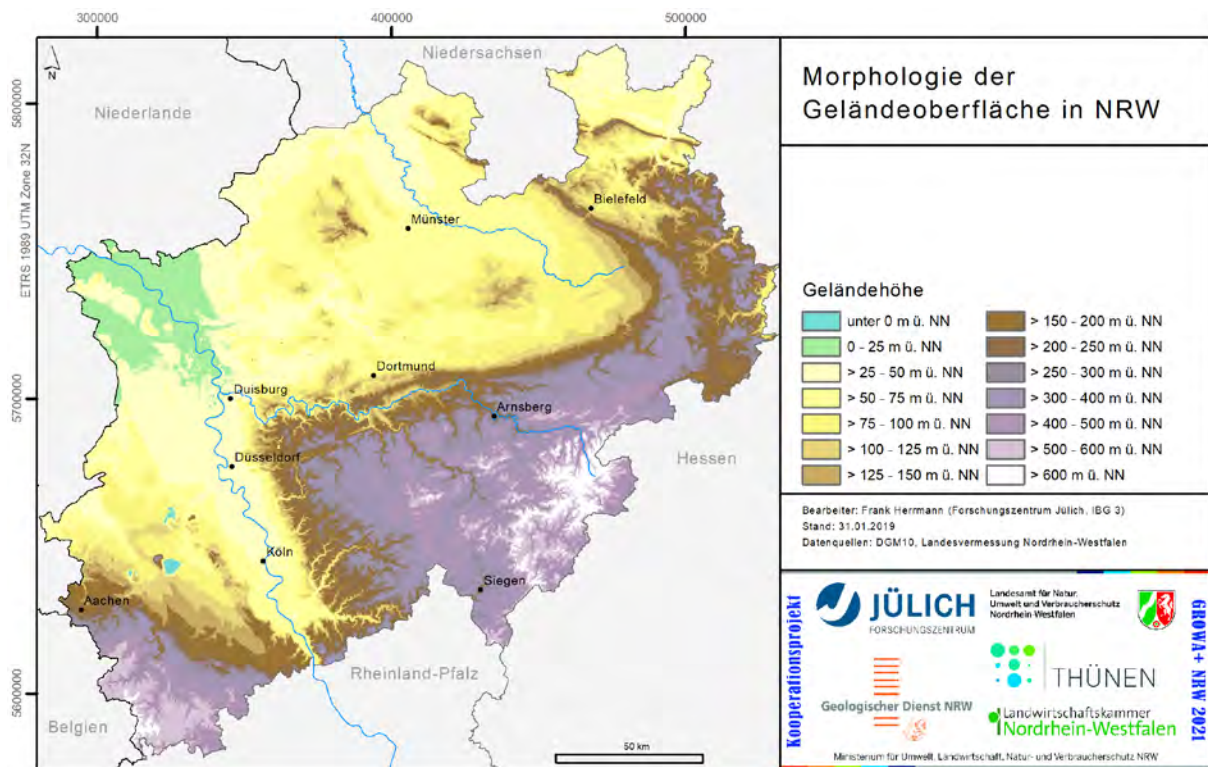 300000
400000
500000
5800000
5700000
5600000
ETRS 1989 UTM Zone 32N
N
Niedersachsen
Niederlande
Bielefeld
Münster
Dortmund
Duisburg
Arnsberg
Düsseldorf
Hessen
Köln
Siegen
Aachen
Rheinland-Pfalz
Belgien
50 km
Morphologie der
Geländeoberfläche in NRW
Geländehöhe
unter 0 m ü. NN
0 - 25 m ü. NN
> 25 - 50 m ü. NN
> 50 - 75 m ü. NN
> 75 - 100 m ü. NN
> 100 - 125 m ü. NN
> 125 - 150 m ü. NN
> 150 - 200 m ü. NN
> 200 - 250 m ü. NN
> 250 - 300 m ü. NN
> 300 - 400 m ü. NN
> 400 - 500 m ü. NN
> 500 - 600 m ü. NN
> 600 m ü. NN
Bearbeiter: Frank Herrmann (Forschungszentrum Jülich, IBG 3)
Stand: 31.01.2019
Datenquellen: DGM10, Landesvermessung Nordrhein-Westfalen
Kooperationsprojekt
JÜLICH
FORSCHUNGSZENTRUM
Landesamt für Natur,
Umwelt und Verbraucherschutz
Nordrhein-Westfalen
Geologischer Dienst NRW
THÜNEN
Landwirtschaftskammer
Nordrhein-Westfalen
GROWA+ NRW 2021
Ministerium für Umwelt, Landwirtschaft, Natur- und Verbraucherschutz NRW